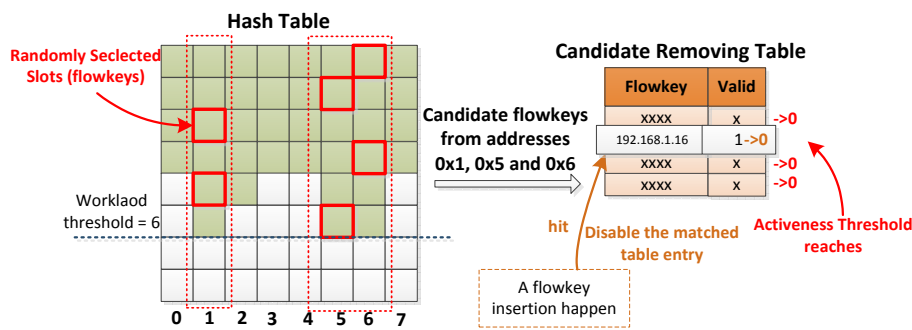 Hash Table
Randomly Seclected
Slots (flowkeys)
Worklaod
threshold = 6
0 1 2 3 4 5 6 7
Candidate flowkeys
from addresses
0x1, 0x5 and 0x6
Candidate Removing Table
Flowkey Valid
xxxx x ->0
192.168.1.16 1->0
xxxx x ->0
xxxx x ->0
hit
Disable the matched
table entry
Activeness Threshold
reaches
A flowkey
insertion happen